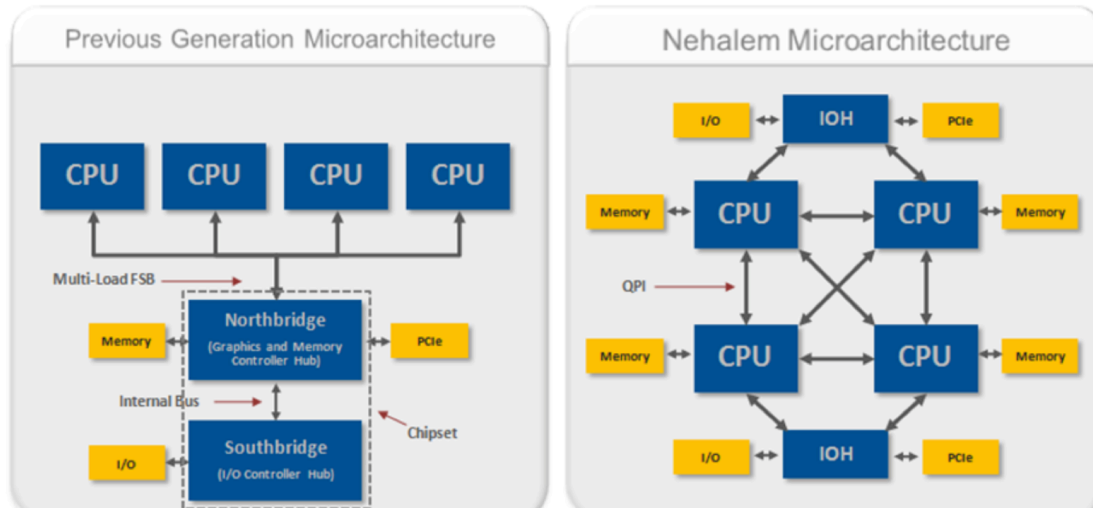 Previous Generation Microarchitecture
CPU
CPU
CPU
CPU
Multi-Load FSB
Northbridge
(Graphics and Memory
Controller Hub)
Memory
PCIe
Internal Bus
Chipset
Southbridge
(I/O Controller Hub)
I/O
Nehalem Microarchitecture
I/O
IOH
PCIe
Memory
CPU
CPU
Memory
QPI
Memory
CPU
CPU
Memory
I/O
IOH
PCIe